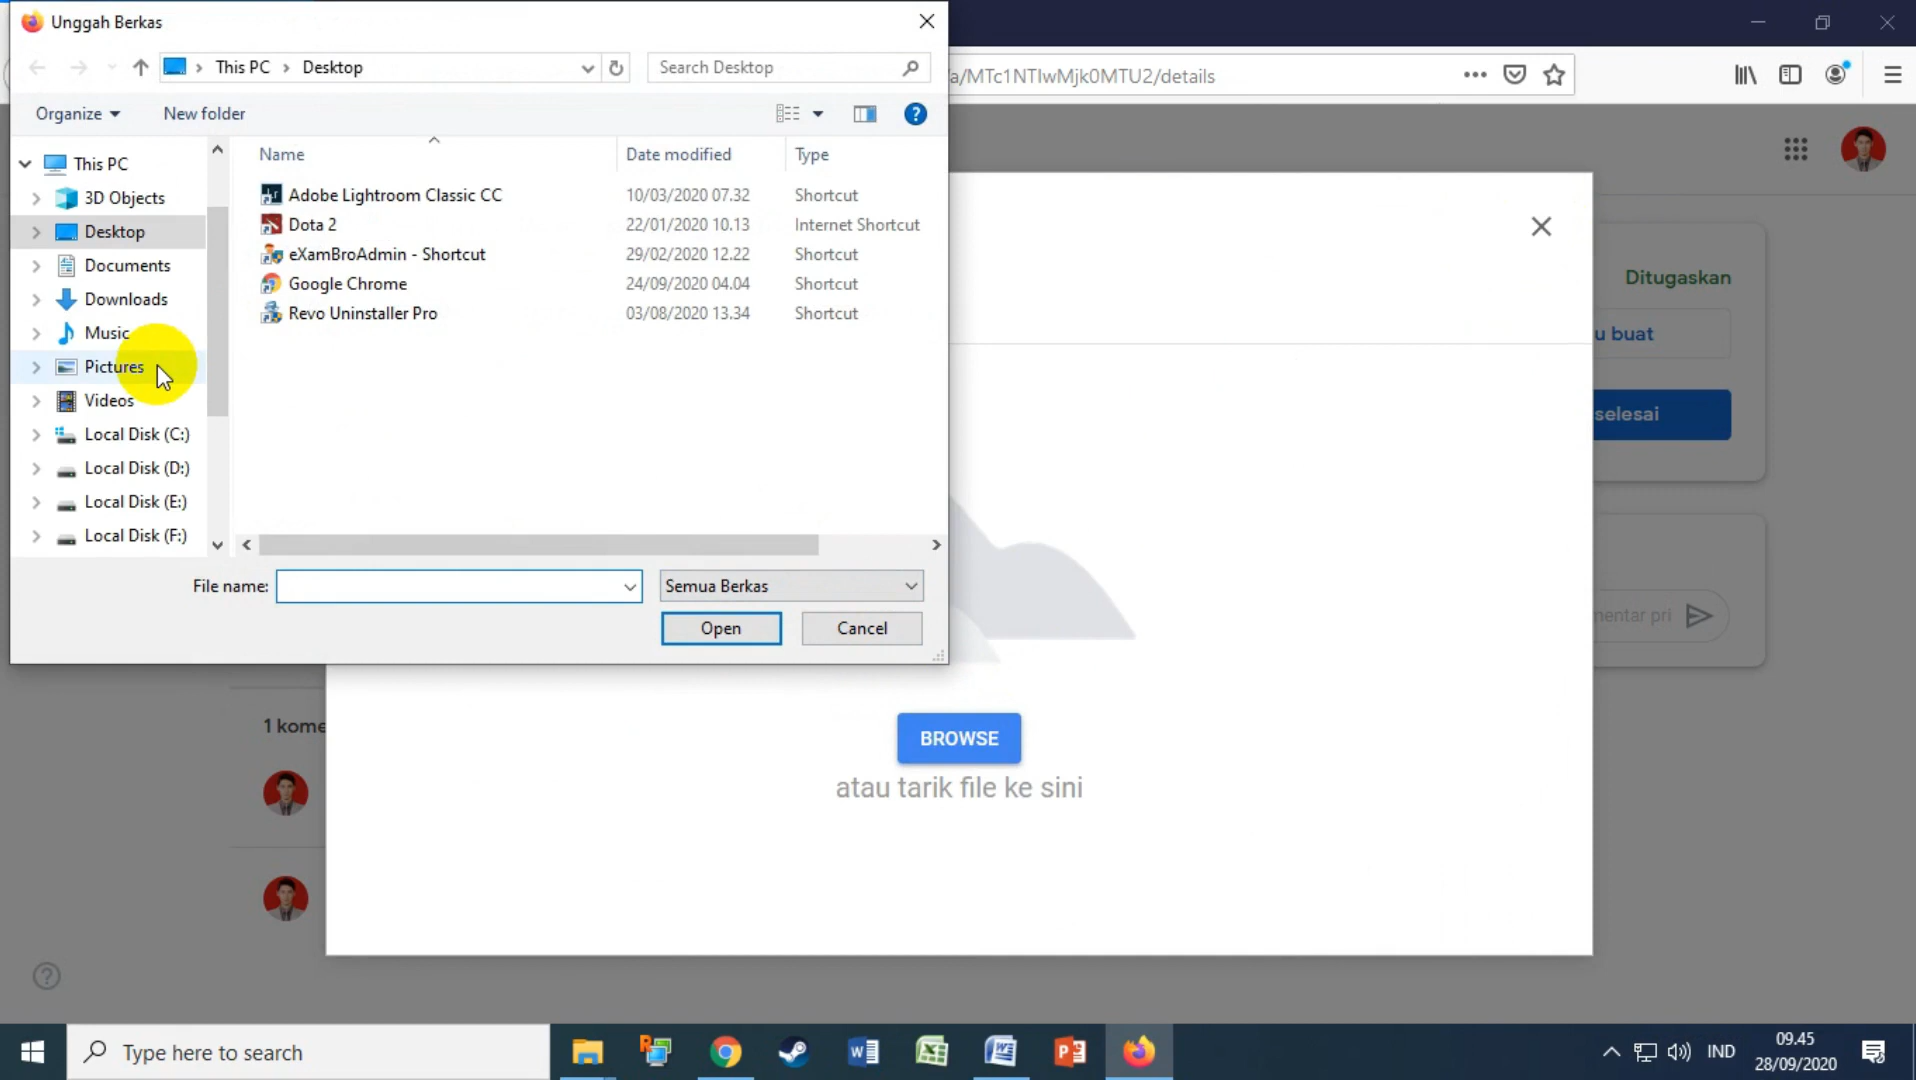 Unggah Berkas
This PC > Desktop
Search Desktop
a/MTc1NTIwMjk0MTU2/details
Organize
New folder
Name
Date modified
Type
This PC
3D Objects
Desktop
Documents
Downloads
Music
Pictures
Videos
Local Disk (C:)
Local Disk (D:)
Local Disk (E:)
Local Disk (F:)
Adobe Lightroom Classic CC 10/03/2020 07.32 Shortcut
Dota 2 22/01/2020 10.13 Internet Shortcut
eXamBroAdmin - Shortcut 29/02/2020 12.22 Shortcut
Google Chrome 24/09/2020 04.04 Shortcut
Revo Uninstaller Pro 03/08/2020 13.34 Shortcut
File name:
Semua Berkas
Open
Cancel
Ditugaskan
u buat
selesai
nentar pri
1 kome
BROWSE
atau tarik file ke sini
Type here to search
IND
09.45
28/09/2020